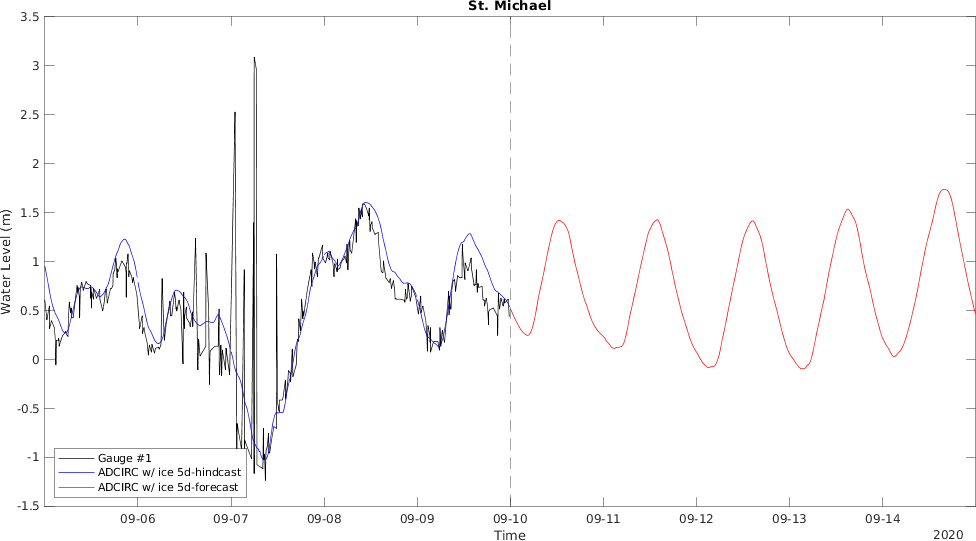 St. Michael
3.5
3
2.5
2
1.5
1
0.5
0
-0.5
-1
-1.5
Water Level (m)
Gauge #1
ADCIRC w/ ice 5d-hindcast
ADCIRC w/ ice 5d-forecast
09-06 09-07 09-08 09-09 09-10 09-11 09-12 09-13 09-14
Time
2020